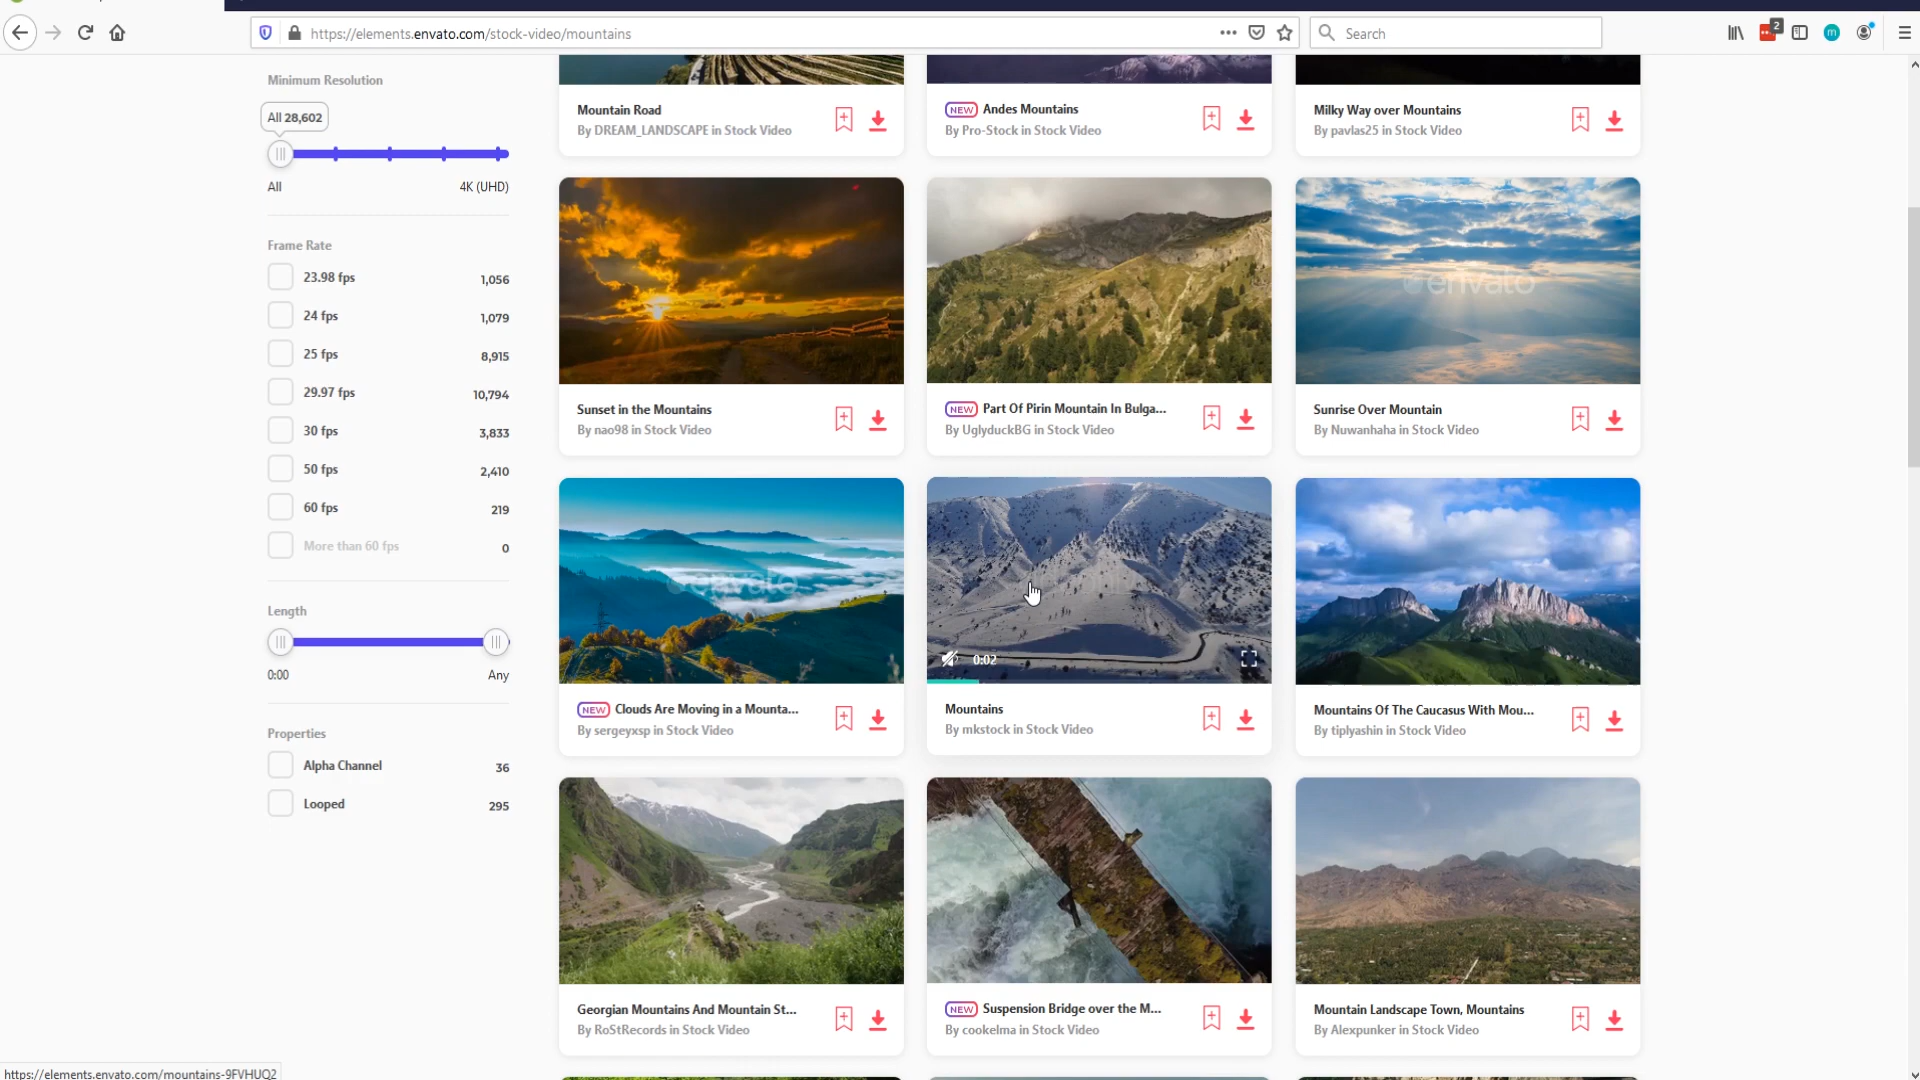 https://elements.envato.com/stock-video/mountains
Search
2
m
Minimum Resolution
All 28,602
All
4K (UHD)
Frame Rate
23.98 fps
1,056
24 fps
1,079
25 fps
8,915
29.97 fps
10,794
30 fps
3,833
50 fps
2,410
60 fps
219
More than 60 fps
0
Length
0:00
Any
Properties
Alpha Channel
36
Looped
295
Mountain Road
By DREAM_LANDSCAPE in Stock Video
NEW Andes Mountains
By Pro-Stock in Stock Video
Milky Way over Mountains
By pavlas25 in Stock Video
envato
Sunset in the Mountains
By nao98 in Stock Video
NEW Part Of Pirin Mountain In Bulga...
By UglyduckBG in Stock Video
Sunrise Over Mountain
By Nuwanhaha in Stock Video
envato
0:02
NEW Clouds Are Moving in a Mounta...
By sergeyxsp in Stock Video
Mountains
By mkstock in Stock Video
Mountains Of The Caucasus With Mou...
By tiplyashin in Stock Video
Georgian Mountains And Mountain St...
By RoStRecords in Stock Video
NEW Suspension Bridge over the M...
By cookelma in Stock Video
Mountain Landscape Town, Mountains
By Alexpunker in Stock Video
https://elements.envato.com/mountains-9FVHUQ2